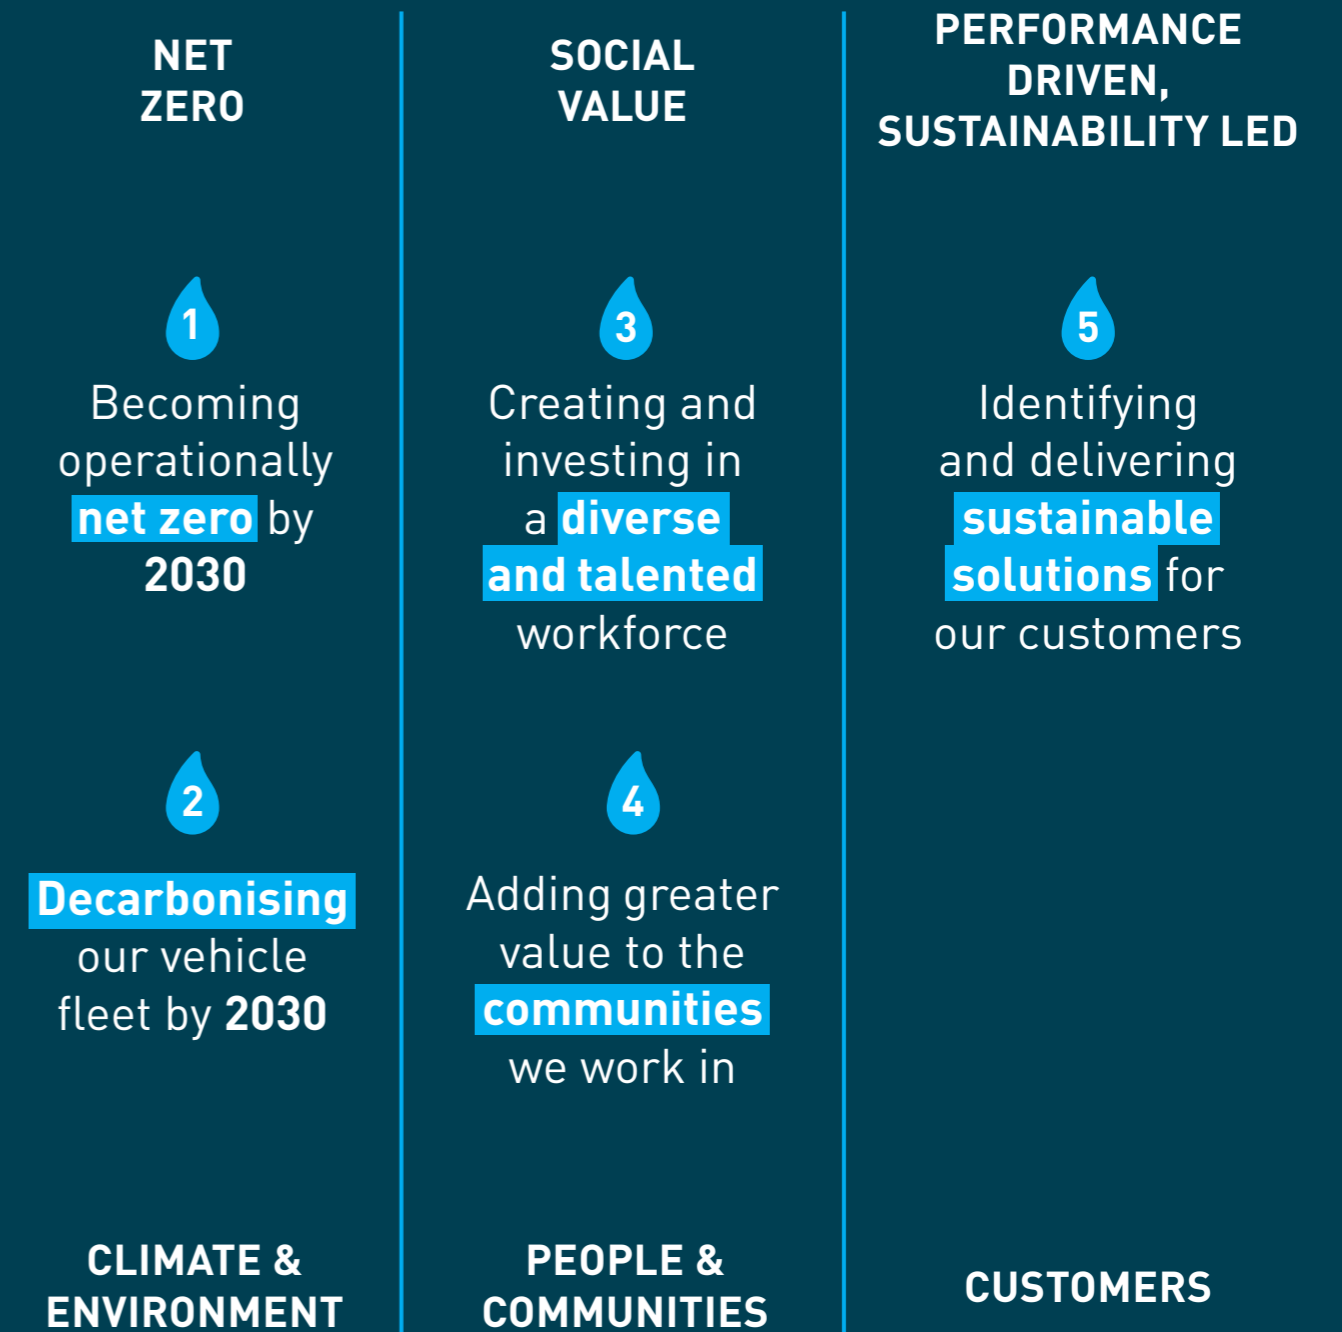 NET
ZERO
1
Becoming
operationally
net zero by
2030
2
Decarbonising
our vehicle
fleet by 2030
CLIMATE &
ENVIRONMENT
SOCIAL
VALUE
3
Creating and
investing in
a diverse
and talented
workforce
4
Adding greater
value to the
communities
we work in
PEOPLE &
COMMUNITIES
PERFORMANCE
DRIVEN,
SUSTAINABILITY LED
5
Identifying
and delivering
sustainable
solutions for
our customers
CUSTOMERS